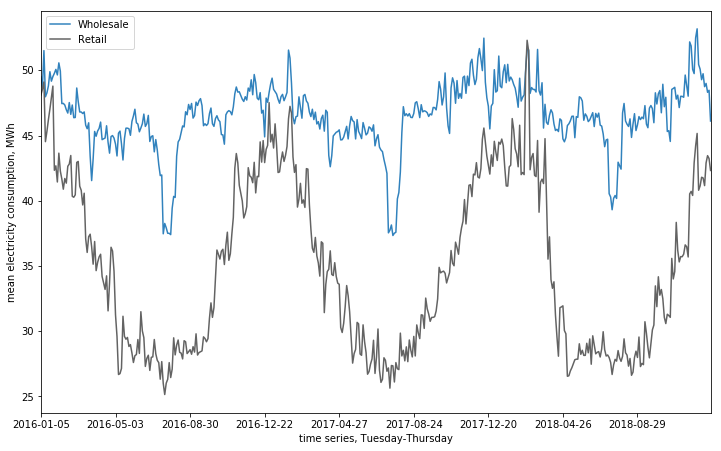 Wholesale
Retail
mean electricity consumption, MWh
50
45
40
35
30
25
2016-01-05 2016-05-03 2016-08-30 2016-12-22 2017-04-27 2017-08-24 2017-12-20 2018-04-26 2018-08-29
time series, Tuesday-Thursday